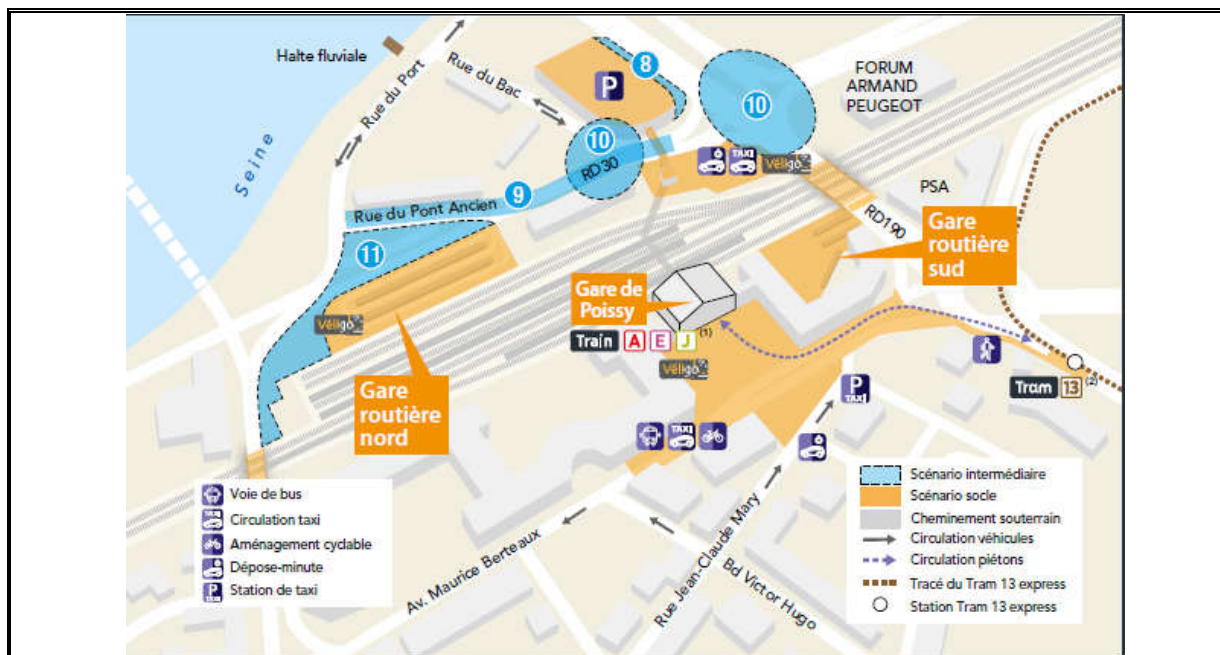 Halte fluviale
Rue du Port
Rue du Bac
Seine
8
P
10
FORUM
ARMAND
PEUGEOT
10
RD30
TAXI
Véligo
9
Rue du Pont Ancien
PSA
RD190
Gare
routière
sud
11
Véligo
Gare de
Poissy
Train A E J (1)
Véligo
Gare
routière
nord
P
TAXI
Tram 13 (2)
TAXI
Av. Maurice Berteaux
Rue Jean-Claude Mary
Bd Victor Hugo
Voie de bus
TAXI Circulation taxi
Aménagement cyclable
Dépose-minute
P Station de taxi
Scénario intermédiaire
Scénario socle
Cheminement souterrain
Circulation véhicules
Circulation piétons
Tracé du Tram 13 express
Station Tram 13 express